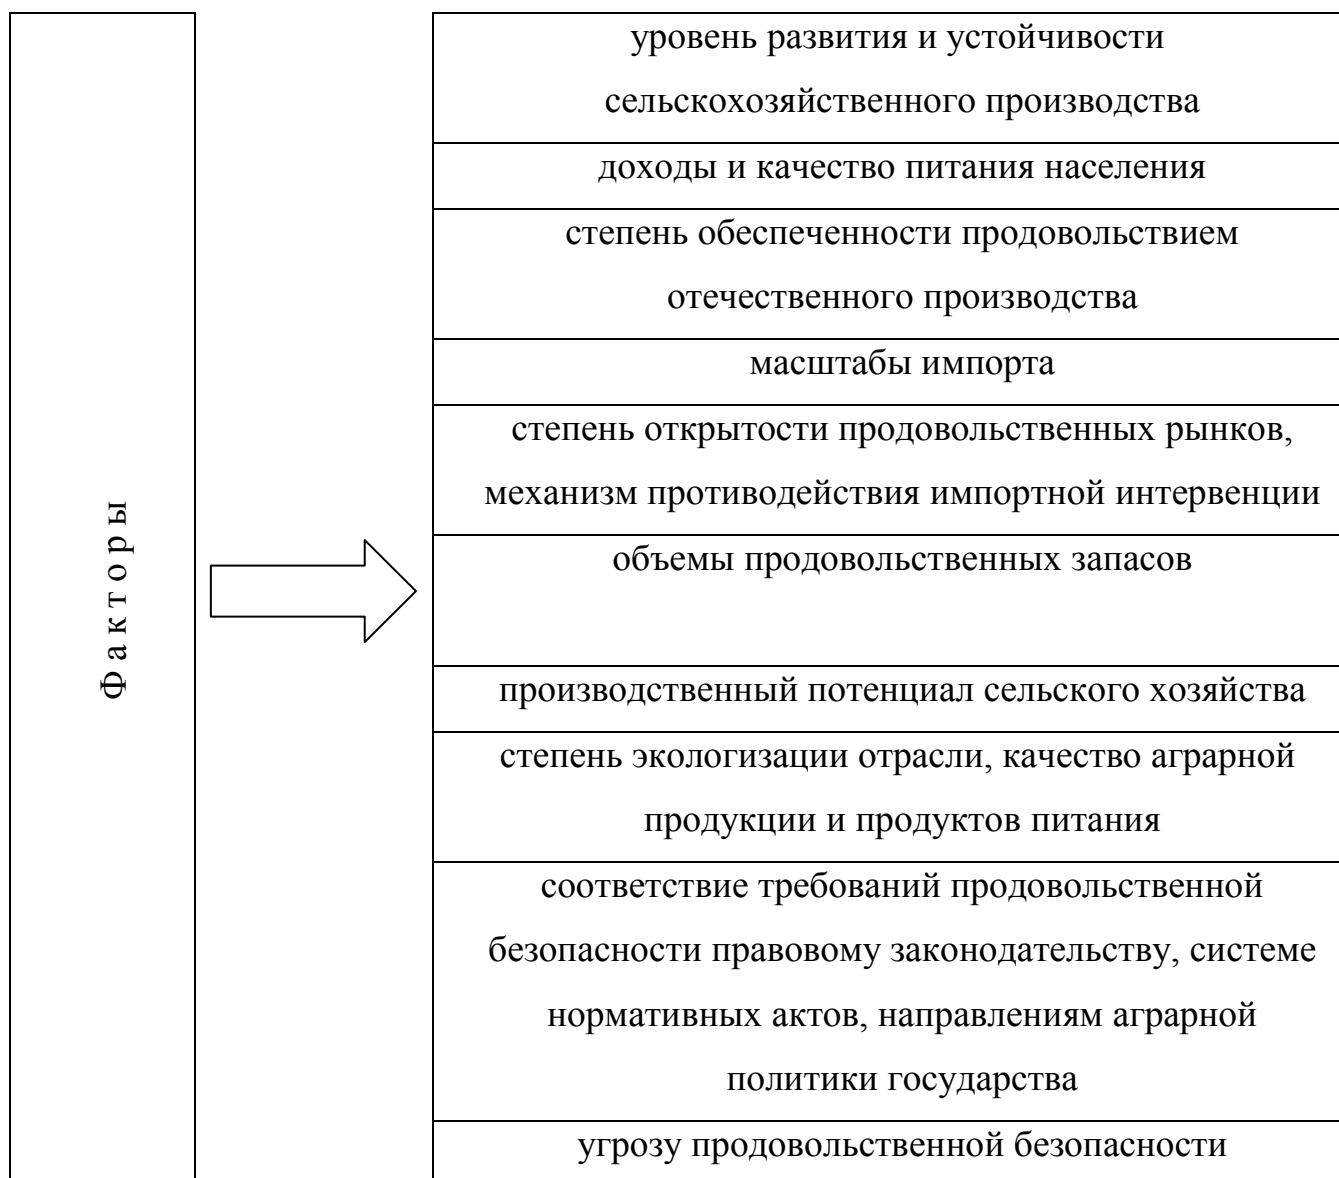 Факторы
уровень развития и устойчивости
сельскохозяйственного производства
доходы и качество питания населения
степень обеспеченности продовольствием
отечественного производства
масштабы импорта
степень открытости продовольственных рынков,
механизм противодействия импортной интервенции
объемы продовольственных запасов
производственный потенциал сельского хозяйства
степень экологизации отрасли, качество аграрной
продукции и продуктов питания
соответствие требований продовольственной
безопасности правовому законодательству, системе
нормативных актов, направлениям аграрной
политики государства
угрозу продовольственной безопасности